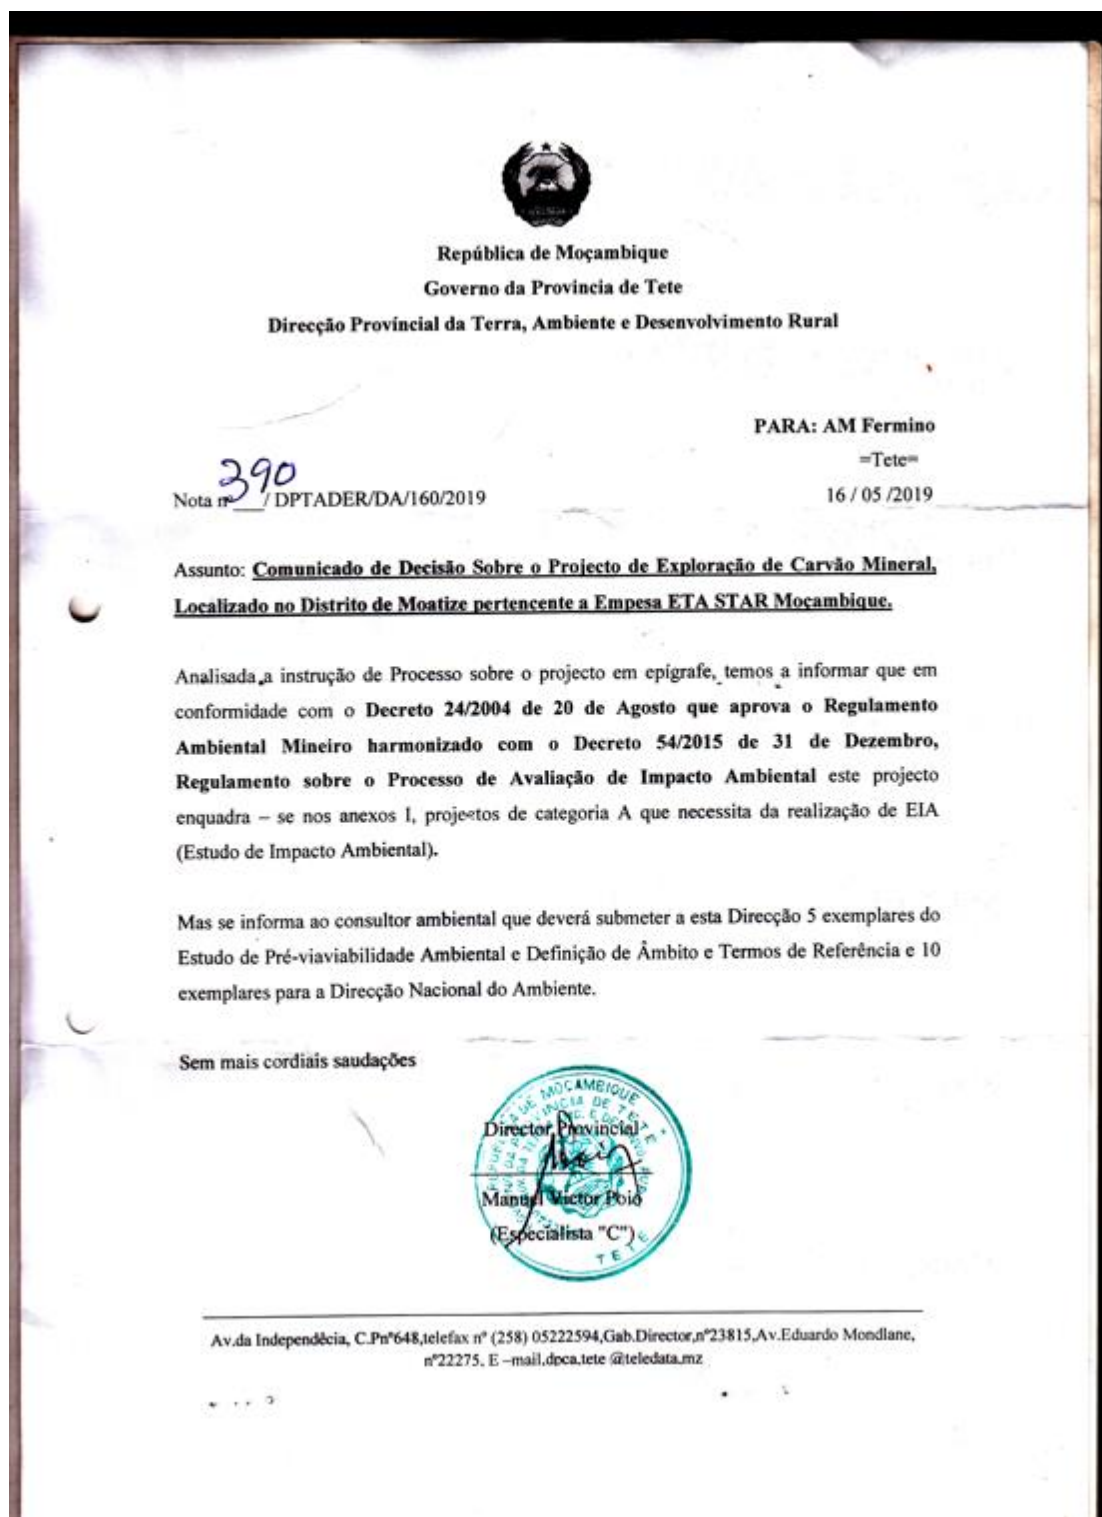 República de Moçambique
Governo da Provincia de Tete
Direcção Províncial da Terra, Ambiente e Desenvolvimento Rural
PARA: AM Fermino
=Tete=
390
Nota nº___/ DPTADER/DA/160/2019
16 / 05 /2019
Assunto: Comunicado de Decisão Sobre o Projecto de Exploração de Carvão Mineral,
Localizado no Distrito de Moatize pertencente a Empesa ETA STAR Moçambique.
Analisada a instrução de Processo sobre o projecto em epígrafe, temos a informar que em
conformidade com o Decreto 24/2004 de 20 de Agosto que aprova o Regulamento
Ambiental Mineiro harmonizado com o Decreto 54/2015 de 31 de Dezembro,
Regulamento sobre o Processo de Avaliação de Impacto Ambiental este projecto
enquadra – se nos anexos I, projectos de categoria A que necessita da realização de EIA
(Estudo de Impacto Ambiental).
Mas se informa ao consultor ambiental que deverá submeter a esta Direcção 5 exemplares do
Estudo de Pré-viaviabilidade Ambiental e Definição de Âmbito e Termos de Referência e 10
exemplares para a Direcção Nacional do Ambiente.
Sem mais cordiais saudações
MOÇAMBIQUE
Director Provincial
Manuel Victor Poio
(Especialista "C")
TETE
Av.da Independêcia, C.Pnº648,telefax nº (258) 05222594,Gab.Director,nº23815,Av.Eduardo Mondlane,
nº22275. E –mail.dpca,tete @teledata.mz